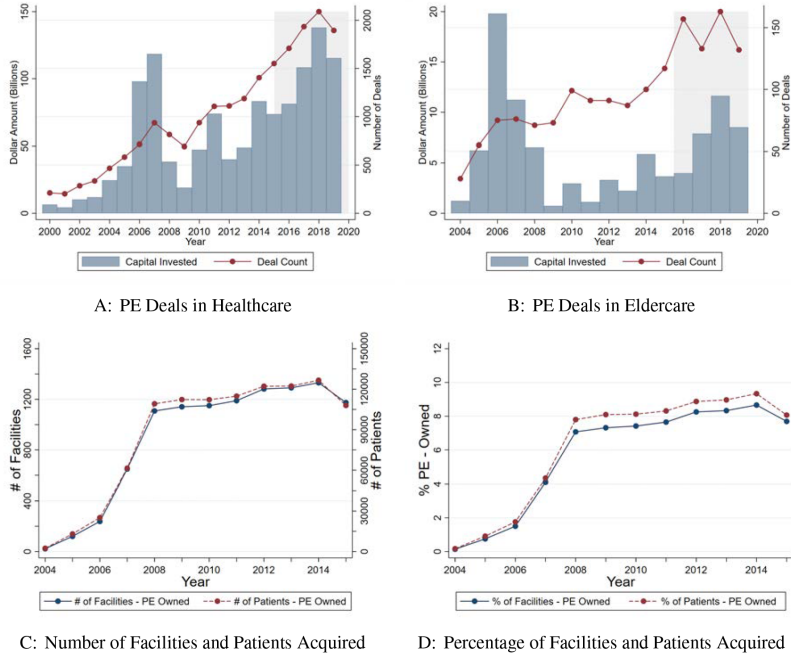 Dollar Amount (Billions)
0 50 100 150
Number of Deals
0 500 1000 1500 2000
2000 2002 2004 2006 2008 2010 2012 2014 2016 2018 2020
Year
Capital Invested Deal Count
A: PE Deals in Healthcare
Dollar Amount (Billions)
0 5 10 15 20
Number of Deals
0 50 100 150
2004 2006 2008 2010 2012 2014 2016 2018 2020
Year
Capital Invested Deal Count
B: PE Deals in Eldercare
# of Facilities
0 400 800 1200 1600
# of Patients
0 30000 60000 90000 120000 150000
2004 2006 2008 2010 2012 2014
Year
# of Facilities - PE Owned # of Patients - PE Owned
C: Number of Facilities and Patients Acquired
% PE - Owned
0 2 4 6 8 10 12
2004 2006 2008 2010 2012 2014
Year
% of Facilities - PE Owned % of Patients - PE Owned
D: Percentage of Facilities and Patients Acquired